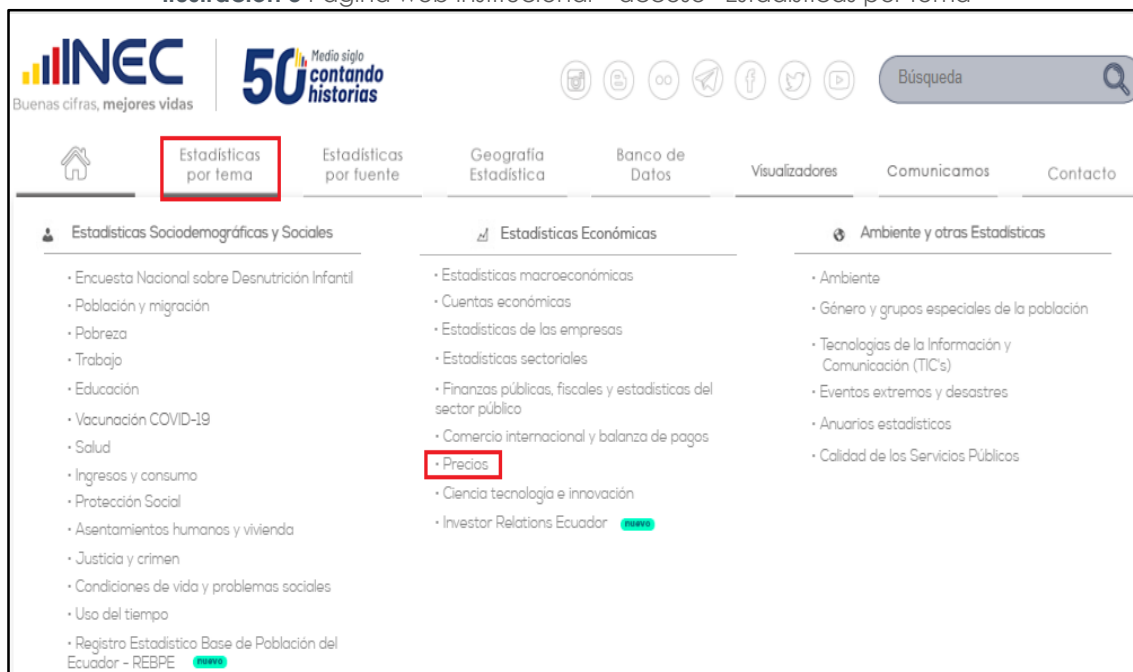 Ilustración 3 Página web institucional – acceso "Estadísticas por tema"
INEC
Buenas cifras, mejores vidas
50 Medio siglo
contando
historias
Búsqueda
Estadísticas
por tema
Estadísticas
por fuente
Geografía
Estadística
Banco de
Datos
Visualizadores
Comunicamos
Contacto
Estadísticas Sociodemográficas y Sociales
• Encuesta Nacional sobre Desnutrición Infantil
• Población y migración
• Pobreza
• Trabajo
• Educación
• Vacunación COVID-19
• Salud
• Ingresos y consumo
• Protección Social
• Asentamientos humanos y vivienda
• Justicia y crimen
• Condiciones de vida y problemas sociales
• Uso del tiempo
• Registro Estadístico Base de Población del
Ecuador - REBPE nuevo
Estadísticas Económicas
• Estadísticas macroeconómicas
• Cuentas económicas
• Estadísticas de las empresas
• Estadísticas sectoriales
• Finanzas públicas, fiscales y estadísticas del
sector público
• Comercio internacional y balanza de pagos
• Precios
• Ciencia tecnología e innovación
• Investor Relations Ecuador nuevo
Ambiente y otras Estadísticas
• Ambiente
• Género y grupos especiales de la población
• Tecnologías de la Información y
Comunicación (TIC's)
• Eventos extremos y desastres
• Anuarios estadísticos
• Calidad de los Servicios Públicos